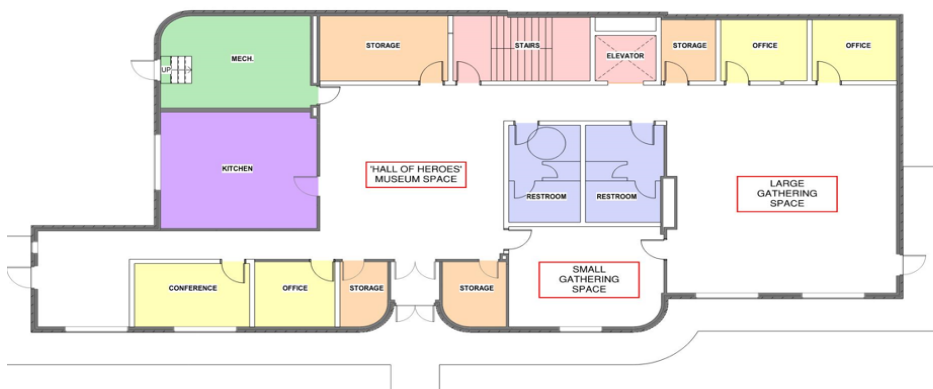 STORAGE
STAIRS
ELEVATOR
STORAGE
OFFICE
OFFICE
MECH.
UP
KITCHEN
'HALL OF HEROES'
MUSEUM SPACE
RESTROOM
RESTROOM
LARGE
GATHERING
SPACE
SMALL
GATHERING
SPACE
CONFERENCE
OFFICE
STORAGE
STORAGE